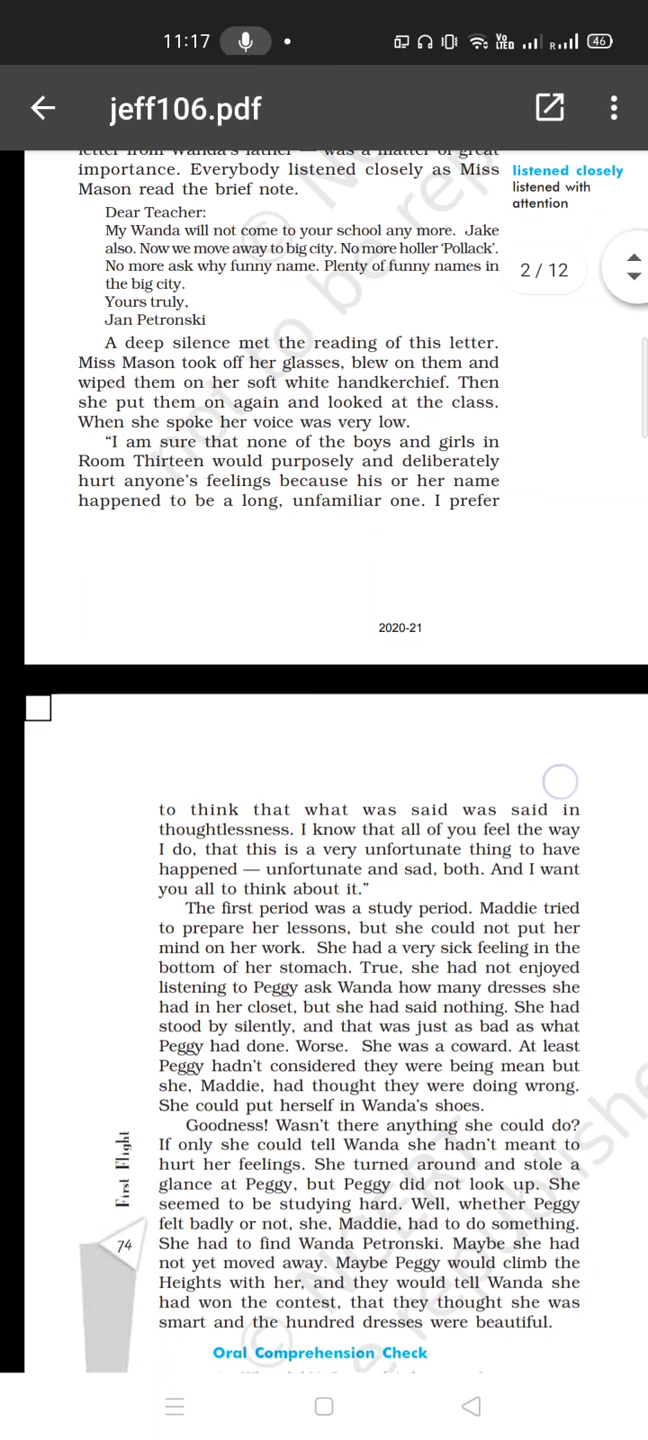 11:17
46
jeff106.pdf
letter from Wanda's father — was a matter of great
importance. Everybody listened closely as Miss
Mason read the brief note.
listened closely
listened with
attention
Dear Teacher:
My Wanda will not come to your school any more. Jake
also. Now we move away to big city. No more holler 'Pollack'.
No more ask why funny name. Plenty of funny names in
the big city.
Yours truly,
Jan Petronski
2 / 12
A deep silence met the reading of this letter.
Miss Mason took off her glasses, blew on them and
wiped them on her soft white handkerchief. Then
she put them on again and looked at the class.
When she spoke her voice was very low.
"I am sure that none of the boys and girls in
Room Thirteen would purposely and deliberately
hurt anyone's feelings because his or her name
happened to be a long, unfamiliar one. I prefer
2020-21
to think that what was said was said in
thoughtlessness. I know that all of you feel the way
I do, that this is a very unfortunate thing to have
happened — unfortunate and sad, both. And I want
you all to think about it."
The first period was a study period. Maddie tried
to prepare her lessons, but she could not put her
mind on her work. She had a very sick feeling in the
bottom of her stomach. True, she had not enjoyed
listening to Peggy ask Wanda how many dresses she
had in her closet, but she had said nothing. She had
stood by silently, and that was just as bad as what
Peggy had done. Worse. She was a coward. At least
Peggy hadn't considered they were being mean but
she, Maddie, had thought they were doing wrong.
She could put herself in Wanda's shoes.
Goodness! Wasn't there anything she could do?
If only she could tell Wanda she hadn't meant to
hurt her feelings. She turned around and stole a
glance at Peggy, but Peggy did not look up. She
seemed to be studying hard. Well, whether Peggy
felt badly or not, she, Maddie, had to do something.
She had to find Wanda Petronski. Maybe she had
not yet moved away. Maybe Peggy would climb the
Heights with her, and they would tell Wanda she
had won the contest, that they thought she was
smart and the hundred dresses were beautiful.
First Flight
74
Oral Comprehension Check
© NCERT
not to be republished